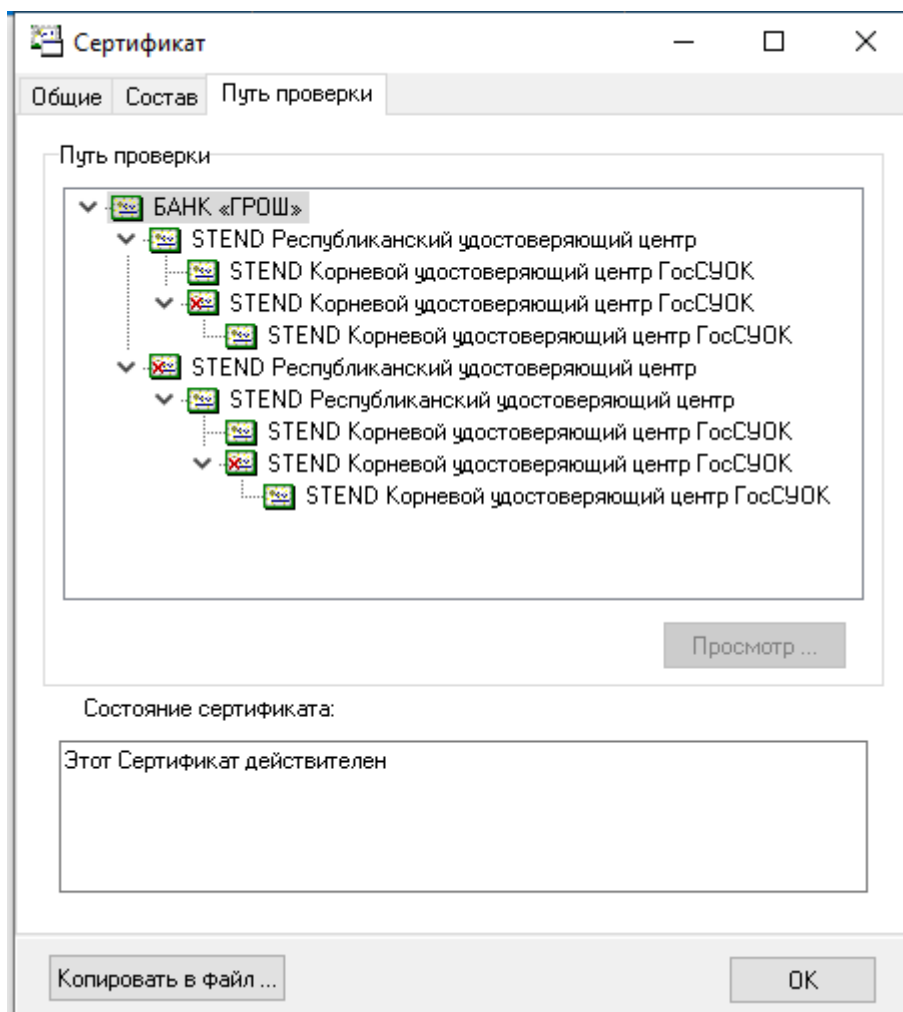 Сертификат
Общие Состав Путь проверки
Путь проверки
БАНК «ГРОШ»
STEND Республиканский удостоверяющий центр
STEND Корневой удостоверяющий центр ГосСУОК
STEND Корневой удостоверяющий центр ГосСУОК
STEND Корневой удостоверяющий центр ГосСУОК
STEND Республиканский удостоверяющий центр
STEND Республиканский удостоверяющий центр
STEND Корневой удостоверяющий центр ГосСУОК
STEND Корневой удостоверяющий центр ГосСУОК
STEND Корневой удостоверяющий центр ГосСУОК
Просмотр ...
Состояние сертификата:
Этот Сертификат действителен
Копировать в файл ... OK